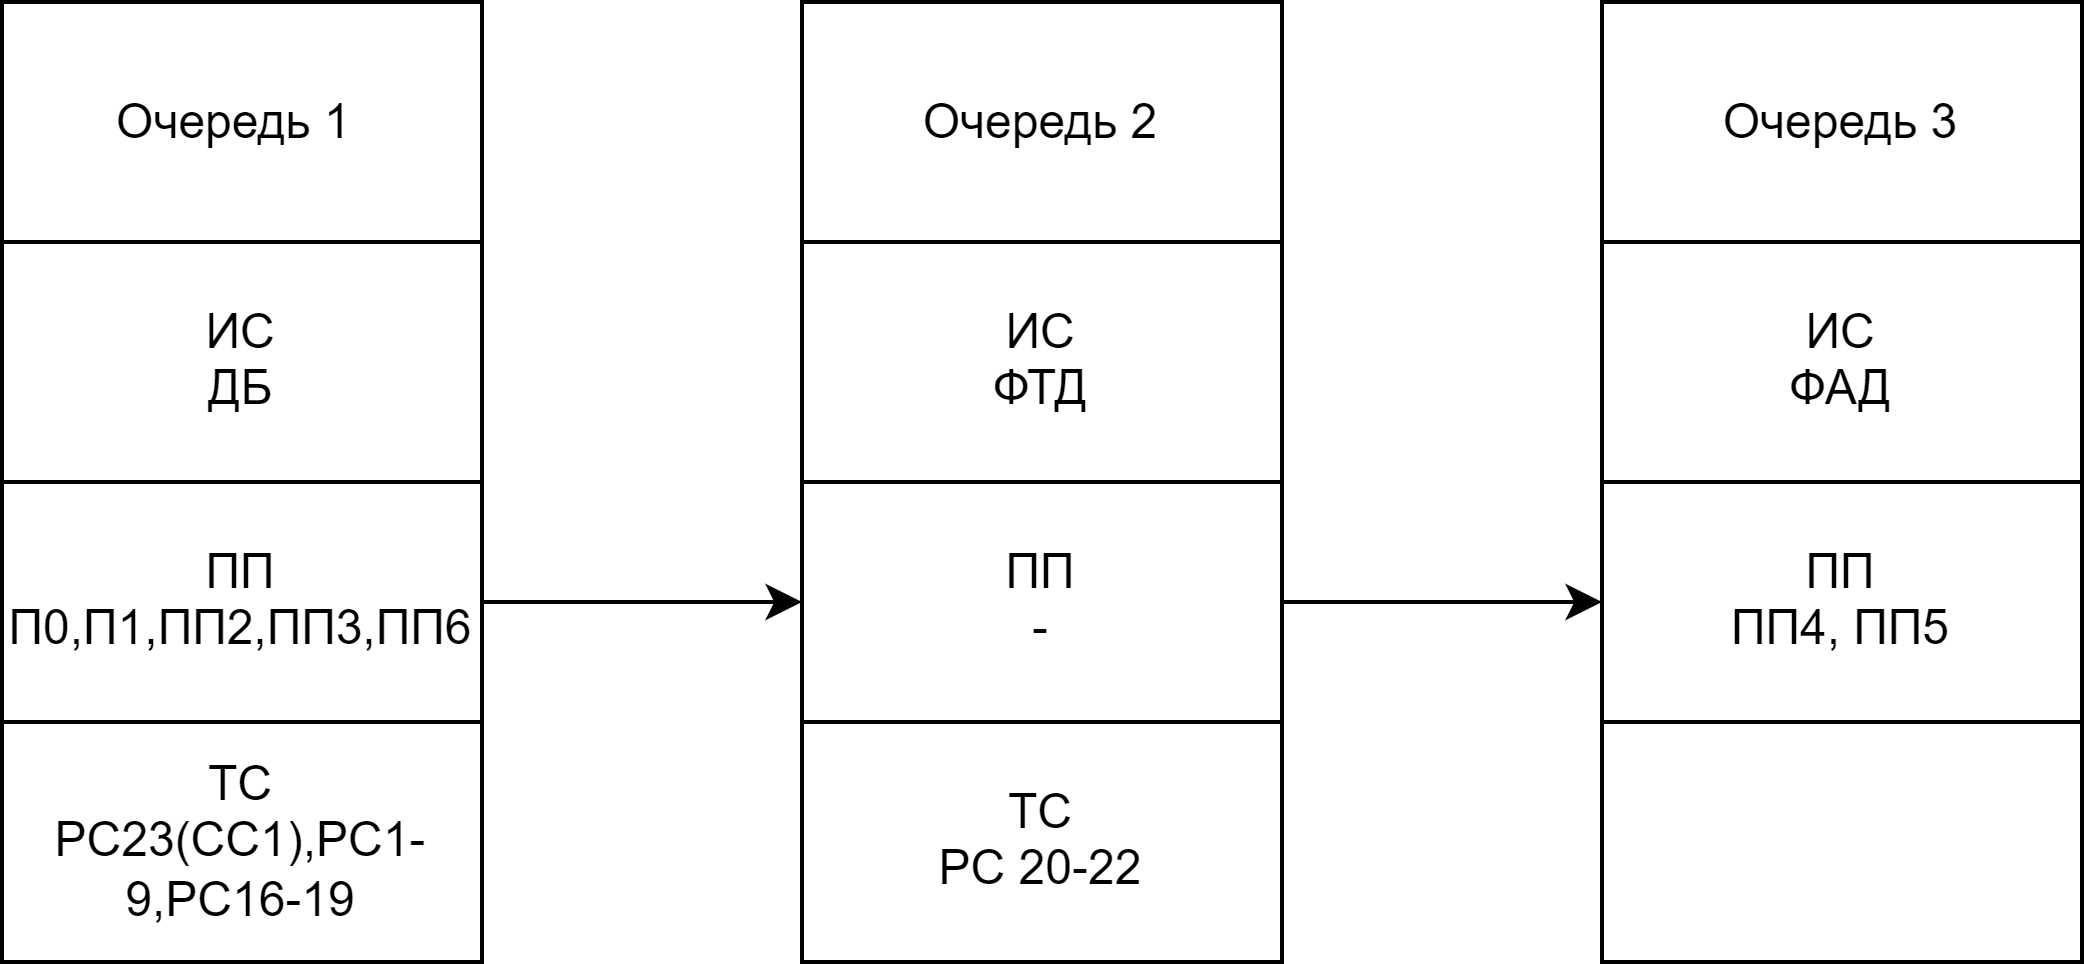 Очередь 1
ИС
ДБ
ПП
П0,П1,ПП2,ПП3,ПП6
ТС
РС23(СС1),РС1-
9,РС16-19
Очередь 2
ИС
ФТД
ПП
-
ТС
РС 20-22
Очередь 3
ИС
ФАД
ПП
ПП4, ПП5